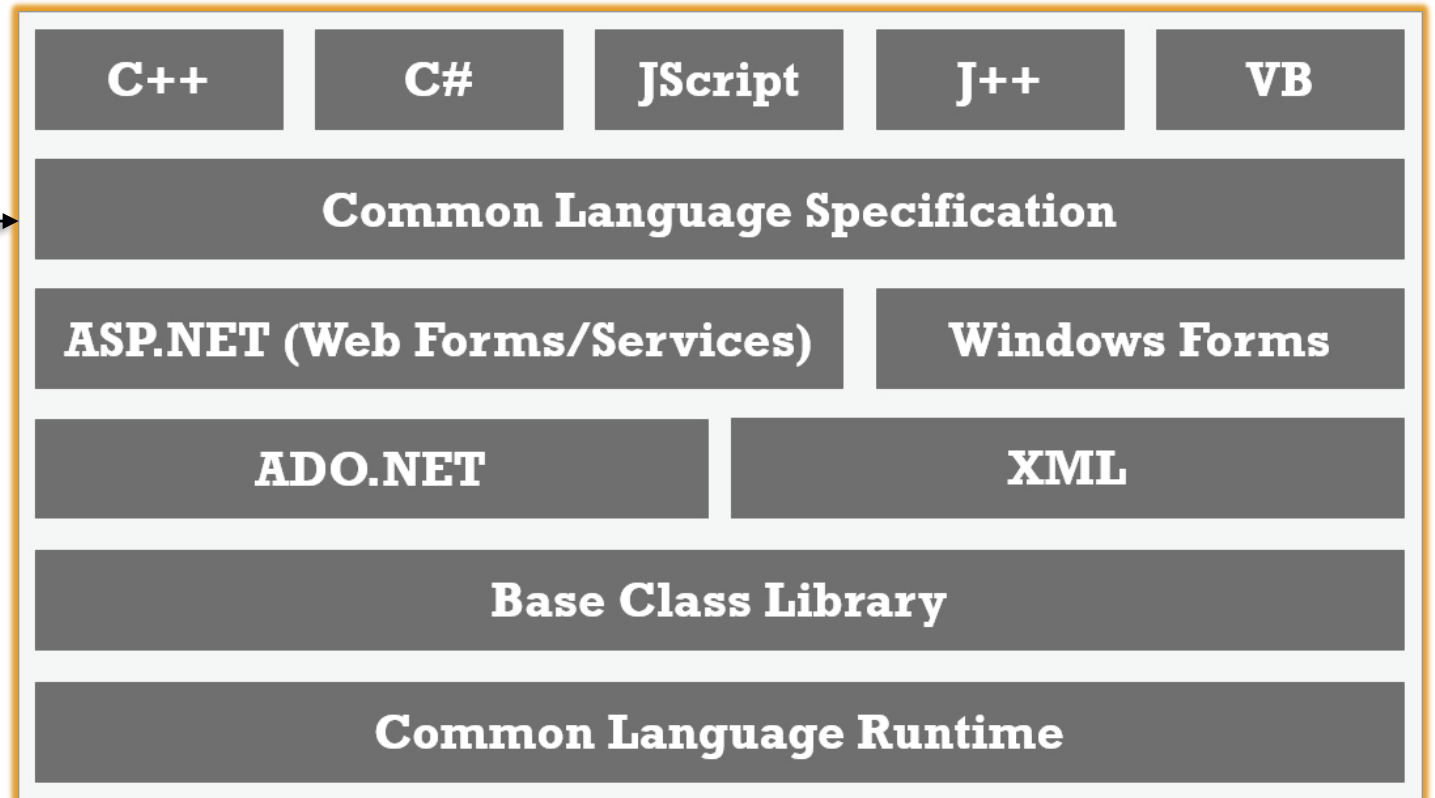 C++
C#
JScript
J++
VB
Common Language Specification
ASP.NET (Web Forms/Services)
Windows Forms
ADO.NET
XML
Base Class Library
Common Language Runtime